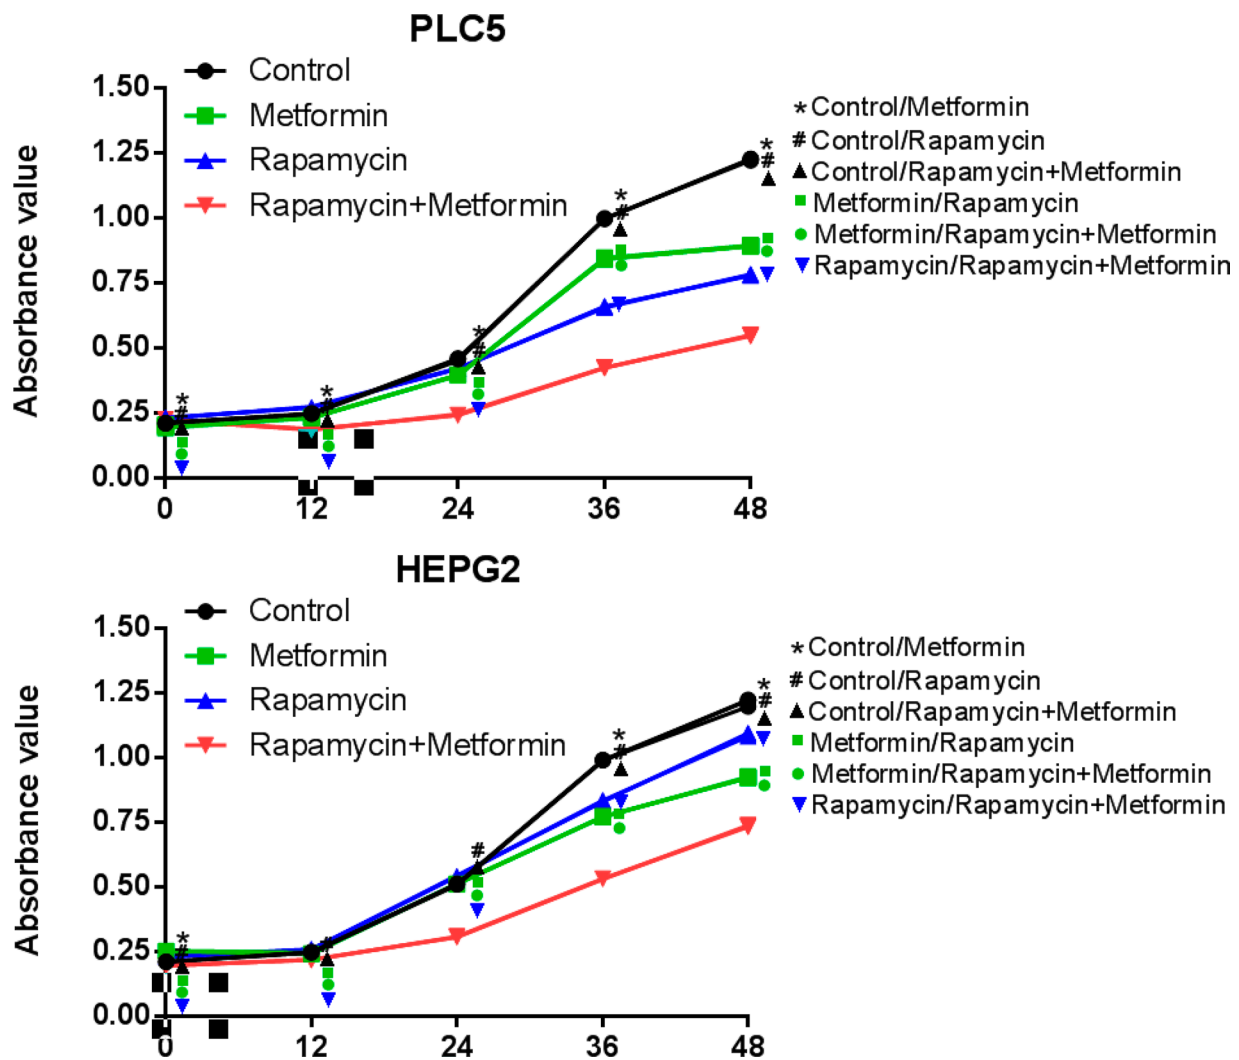 PLC5
Control
Metformin
Rapamycin
Rapamycin+Metformin
*Control/Metformin
#Control/Rapamycin
▲Control/Rapamycin+Metformin
■Metformin/Rapamycin
●Metformin/Rapamycin+Metformin
▼Rapamycin/Rapamycin+Metformin
Absorbance value
1.50
1.25
1.00
0.75
0.50
0.25
0.00
0 12 24 36 48
HEPG2
Control
Metformin
Rapamycin
Rapamycin+Metformin
*Control/Metformin
#Control/Rapamycin
▲Control/Rapamycin+Metformin
■Metformin/Rapamycin
●Metformin/Rapamycin+Metformin
▼Rapamycin/Rapamycin+Metformin
Absorbance value
1.50
1.25
1.00
0.75
0.50
0.25
0.00
0 12 24 36 48